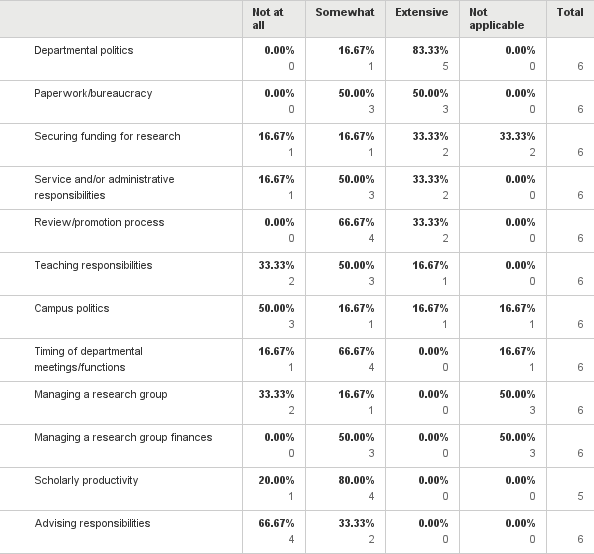 Not at all Somewhat Extensive Not applicable Total
Departmental politics 0.00% 16.67% 83.33% 0.00%
0 1 5 0 6
Paperwork/bureaucracy 0.00% 50.00% 50.00% 0.00%
0 3 3 0 6
Securing funding for research 16.67% 16.67% 33.33% 33.33%
1 1 2 2 6
Service and/or administrative 16.67% 50.00% 33.33% 0.00%
responsibilities 1 3 2 0 6
Review/promotion process 0.00% 66.67% 33.33% 0.00%
0 4 2 0 6
Teaching responsibilities 33.33% 50.00% 16.67% 0.00%
2 3 1 0 6
Campus politics 50.00% 16.67% 16.67% 16.67%
3 1 1 1 6
Timing of departmental 16.67% 66.67% 0.00% 16.67%
meetings/functions 1 4 0 1 6
Managing a research group 33.33% 16.67% 0.00% 50.00%
2 1 0 3 6
Managing a research group finances 0.00% 50.00% 0.00% 50.00%
0 3 0 3 6
Scholarly productivity 20.00% 80.00% 0.00% 0.00%
1 4 0 0 5
Advising responsibilities 66.67% 33.33% 0.00% 0.00%
4 2 0 0 6